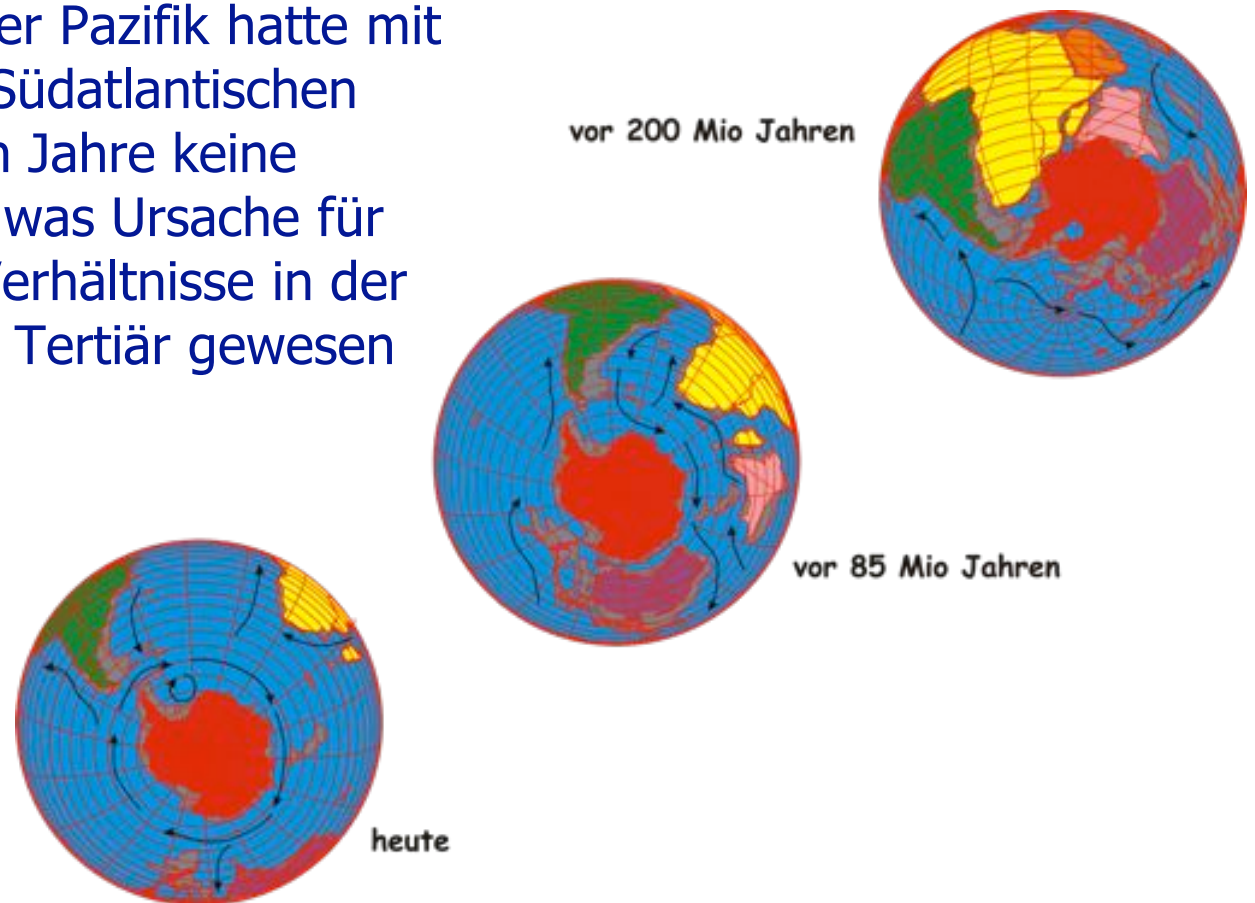 er Pazifik hatte mit
Südatlantischen
n Jahre keine
was Ursache für
Verhältnisse in der
Tertiär gewesen
vor 200 Mio Jahren
vor 85 Mio Jahren
heute